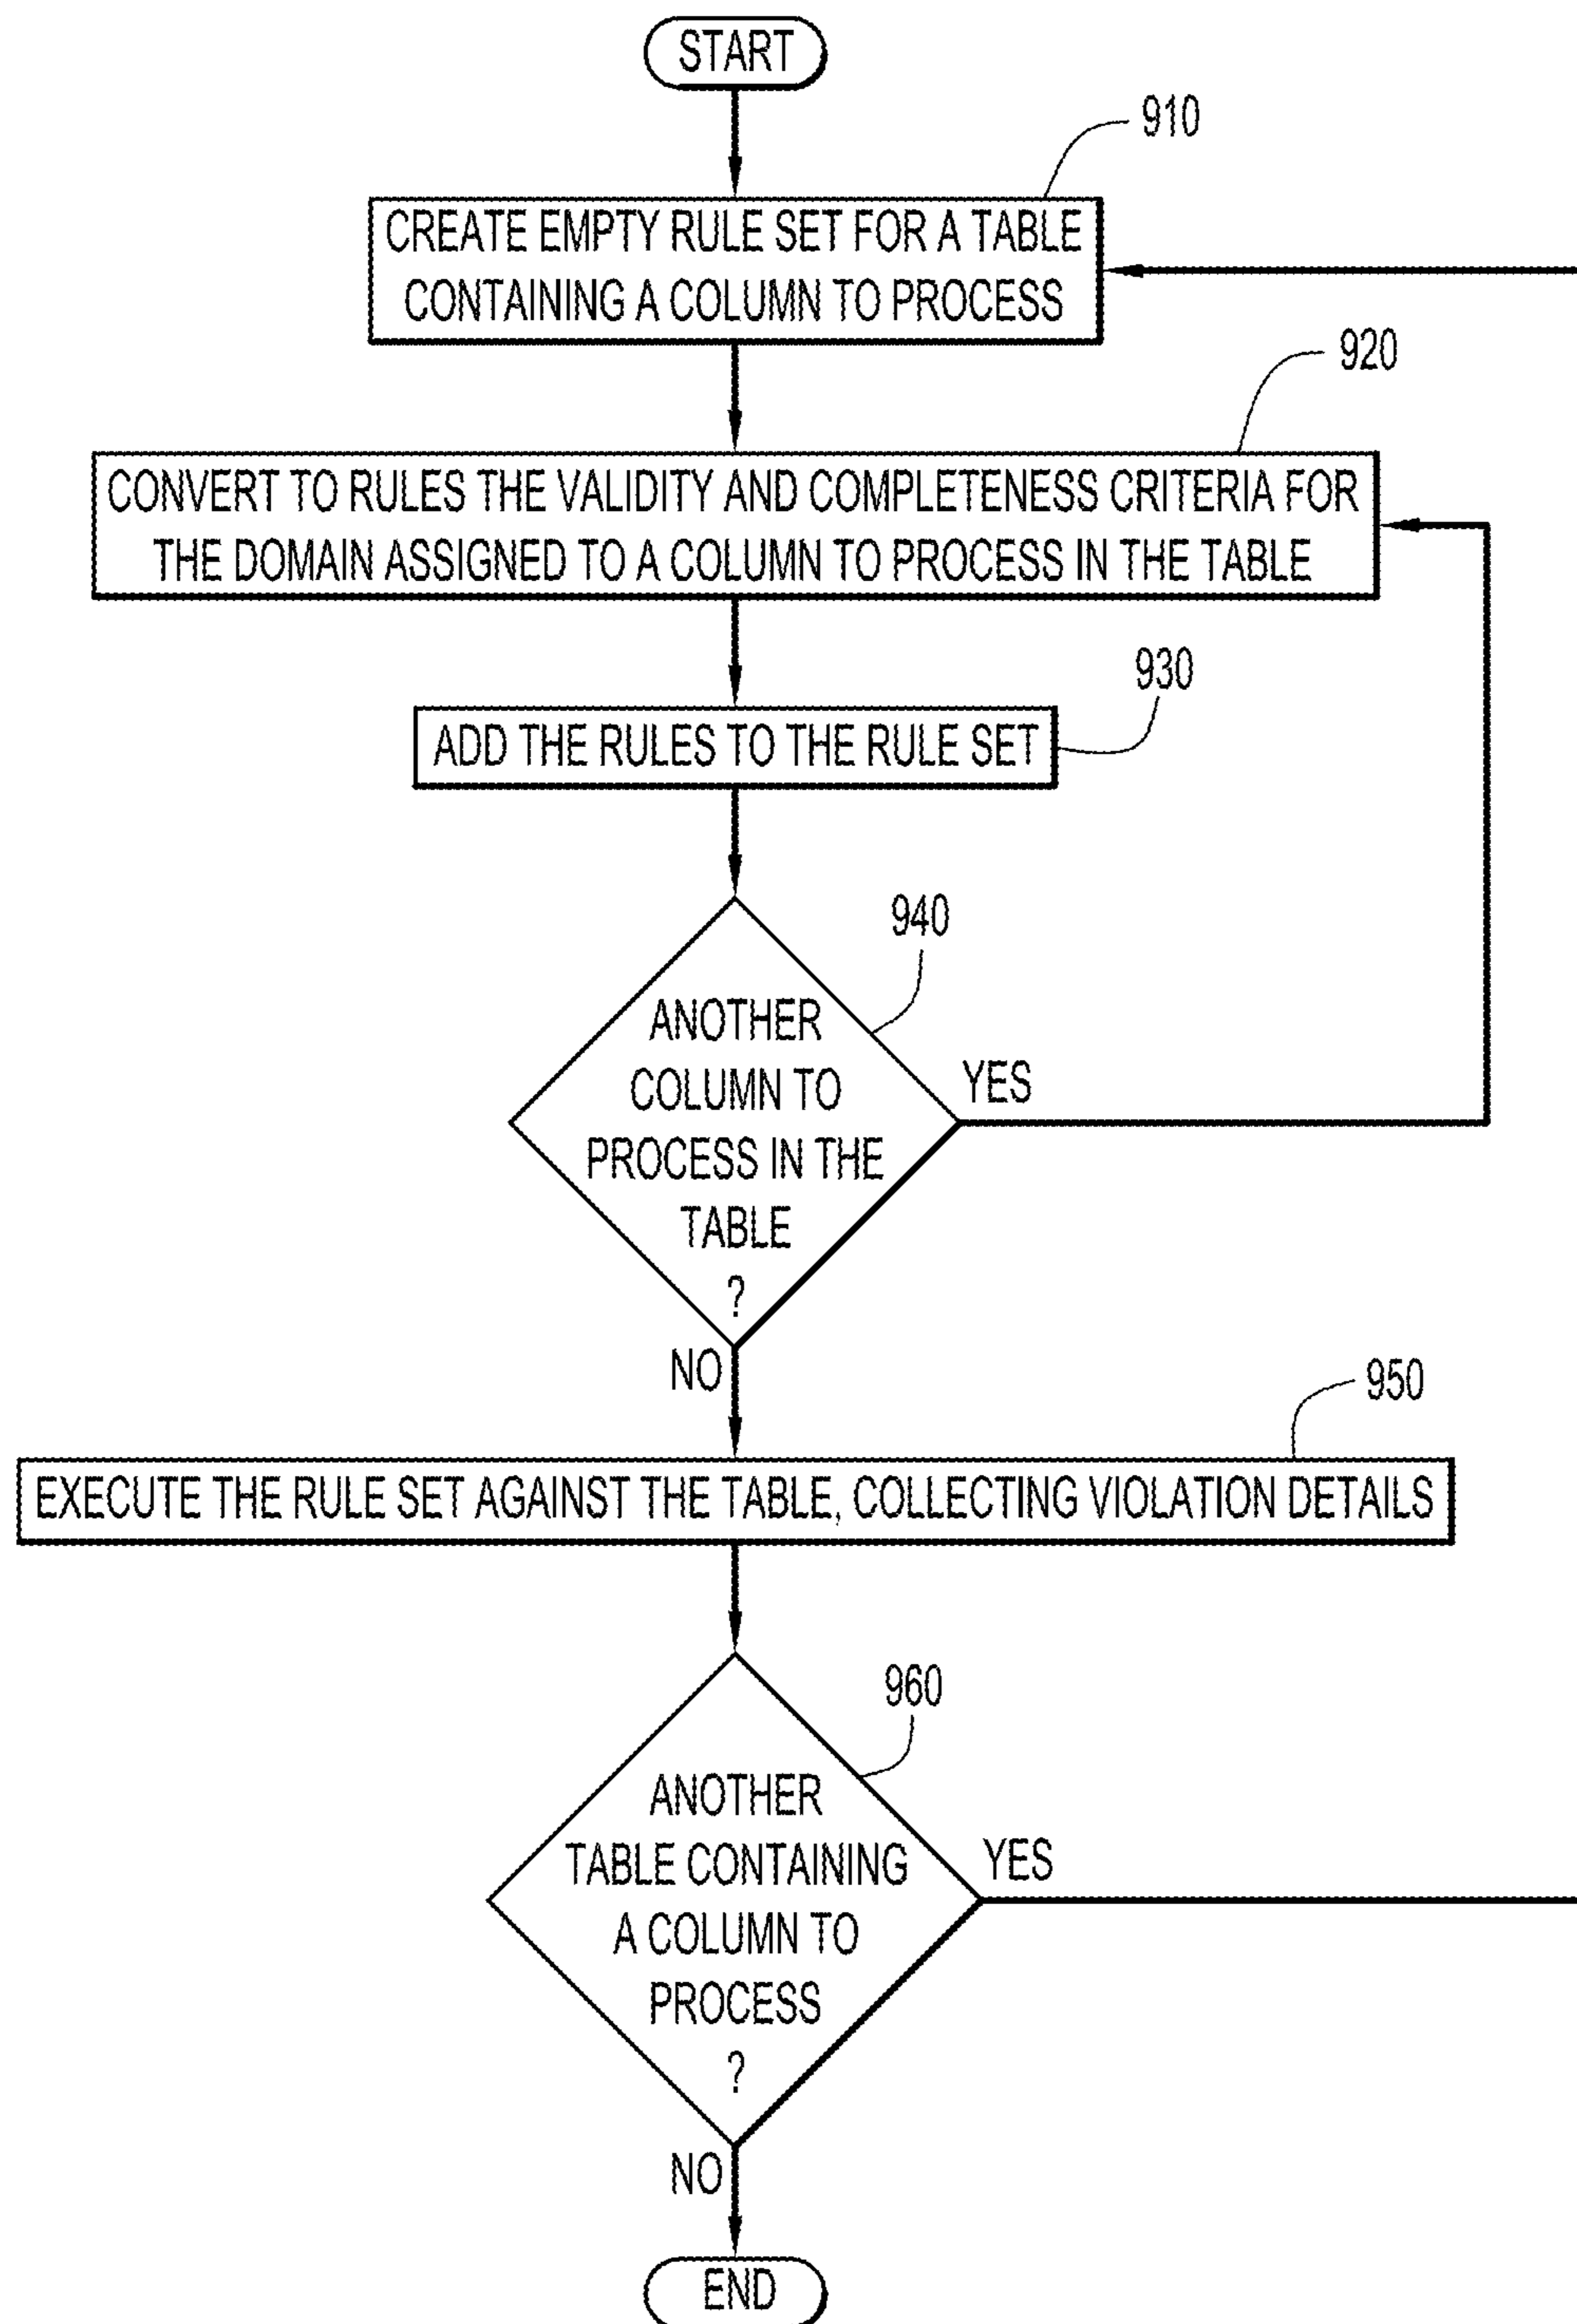 START
910
CREATE EMPTY RULE SET FOR A TABLE
CONTAINING A COLUMN TO PROCESS
920
CONVERT TO RULES THE VALIDITY AND COMPLETENESS CRITERIA FOR
THE DOMAIN ASSIGNED TO A COLUMN TO PROCESS IN THE TABLE
930
ADD THE RULES TO THE RULE SET
940
ANOTHER
COLUMN TO
PROCESS IN THE
TABLE
?
YES
NO
950
EXECUTE THE RULE SET AGAINST THE TABLE, COLLECTING VIOLATION DETAILS
960
ANOTHER
TABLE CONTAINING
A COLUMN TO
PROCESS
?
YES
NO
END